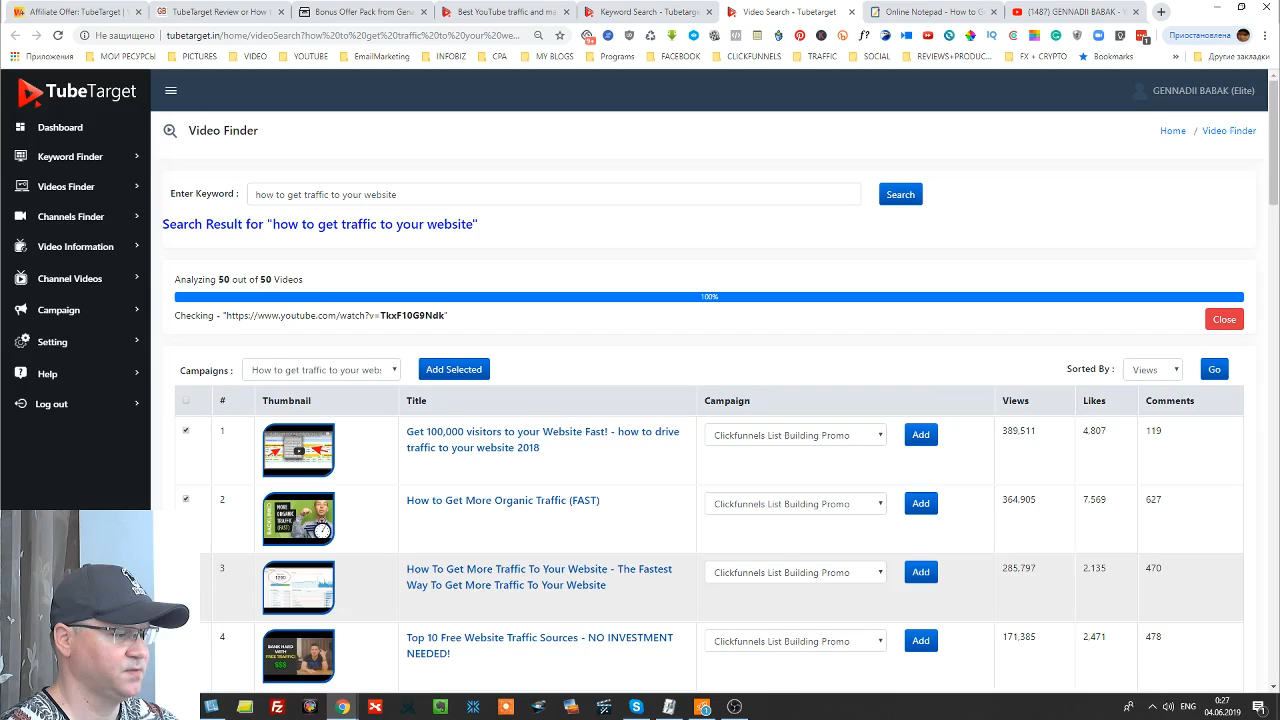 Affiliate Offer: TubeTarget by
TubeTarget Review or How t
Bonus Offer Pack from Gen
Best YouTube traffic and ma
Keyword Search - Tubetarge
Video Search - Tubetarget
Online Notepad - How to G
(1487) GENNADII BABAK - Y
Не защищено
tubetarget.in/home/videoSearch?how%20to%20get%20traffic%20to%20your%20we...
Приостановлена
Приложения
МОИ РЕСУРСЫ
PICTURES
VIDEO
YOUTUBE
EmailMarketing
INFOBIZ
CPA
MY BLOGS
Programs
FACEBOOK
CLICKFUNNELS
TRAFFIC
SOCIAL
REVIEWS+PRODUC...
FX + CRYPTO
Bookmarks
»
Другие закладки
TubeTarget
GENNADII BABAK (Elite)
Dashboard
Keyword Finder
Videos Finder
Channels Finder
Video Information
Channel Videos
Campaign
Setting
Help
Log out
Video Finder
Home / Video Finder
Enter Keyword :
how to get traffic to your website
Search
Search Result for "how to get traffic to your website"
Analyzing 50 out of 50 Videos
100%
Checking - "https://www.youtube.com/watch?v=TkxF10G9Ndk"
Close
Campaigns :
How to get traffic to your webs
Add Selected
Sorted By :
Views
Go
# Thumbnail Title Campaign Views Likes Comments
1
Get 100,000 visitors to your Website Fast! - how to drive
traffic to your website 2018
Clickfunnels List Building Promo
Add
389,511
4,807
119
2
MORE
ORGANIC
TRAFFIC
(FAST)
How to Get More Organic Traffic (FAST)
Clickfunnels List Building Promo
Add
364,905
7,569
627
3
How To Get More Traffic To Your Website - The Fastest
Way To Get More Traffic To Your Website
Clickfunnels List Building Promo
Add
285,797
2,135
470
4
BANK HARD
WITH
FREE TRAFFIC!
$$$
Top 10 Free Website Traffic Sources - NO INVESTMENT
NEEDED!
Clickfunnels List Building Promo
Add
171,385
2,471
478
ENG
0:27
04.06.2019